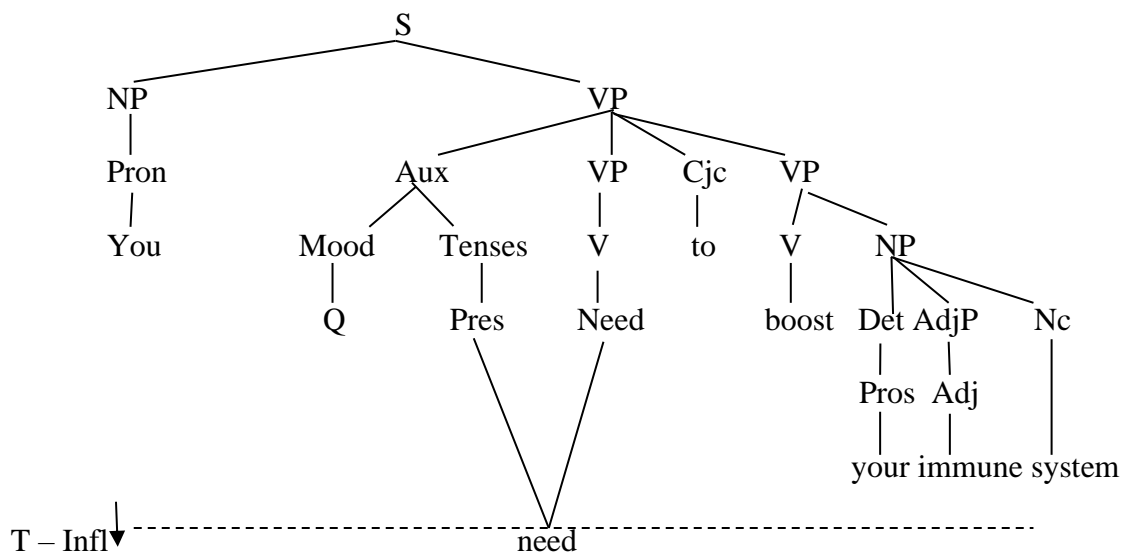 S
NP VP
Pron Aux VP Cjc VP
You Mood Tenses V to V NP
Q Pres Need boost Det AdjP Nc
Pros Adj
your immune system
T – Infl need